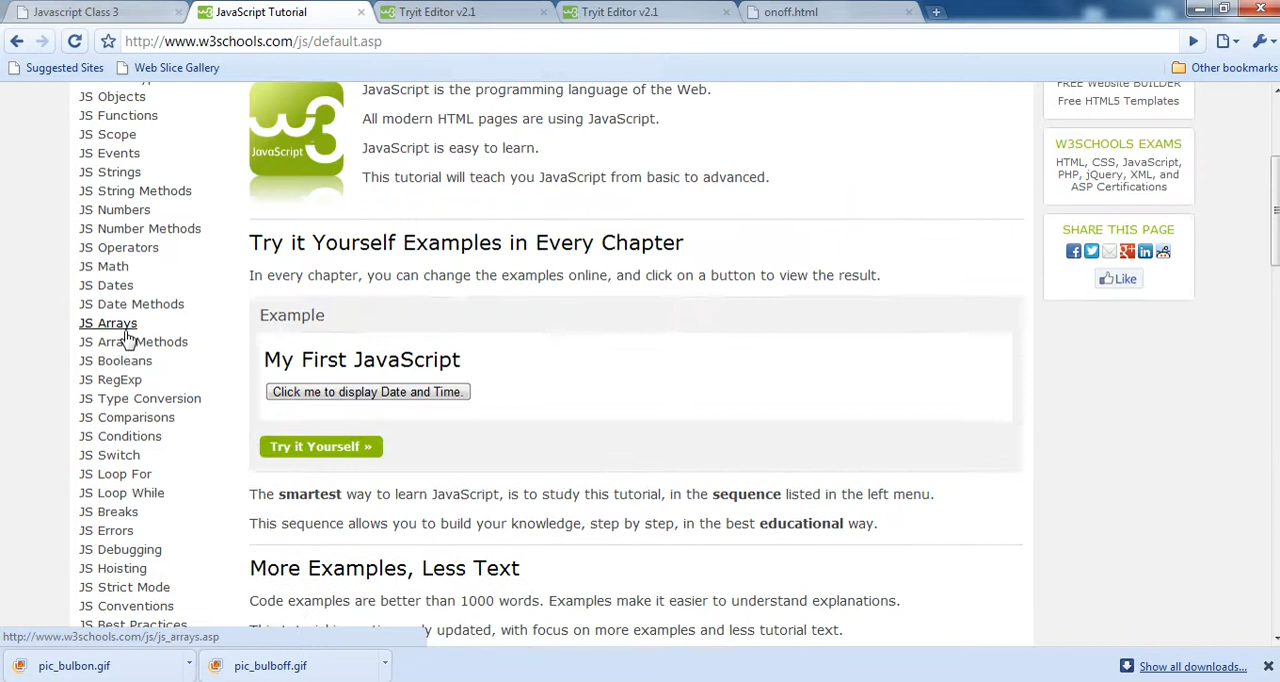 Javascript Class 3
JavaScript Tutorial
Tryit Editor v2.1
Tryit Editor v2.1
onoff.html
http://www.w3schools.com/js/default.asp
Suggested Sites
Web Slice Gallery
Other bookmarks
JS Objects
JS Functions
JS Scope
JS Events
JS Strings
JS String Methods
JS Numbers
JS Number Methods
JS Operators
JS Math
JS Dates
JS Date Methods
JS Arrays
JS Array Methods
JS Booleans
JS RegExp
JS Type Conversion
JS Comparisons
JS Conditions
JS Switch
JS Loop For
JS Loop While
JS Breaks
JS Errors
JS Debugging
JS Hoisting
JS Strict Mode
JS Conventions
JS Best Practices
http://www.w3schools.com/js/js_arrays.asp
w3
JavaScript
JavaScript is the programming language of the Web.
All modern HTML pages are using JavaScript.
JavaScript is easy to learn.
This tutorial will teach you JavaScript from basic to advanced.
Try it Yourself Examples in Every Chapter
In every chapter, you can change the examples online, and click on a button to view the result.
Example
My First JavaScript
Click me to display Date and Time.
Try it Yourself »
The smartest way to learn JavaScript, is to study this tutorial, in the sequence listed in the left menu.
This sequence allows you to build your knowledge, step by step, in the best educational way.
More Examples, Less Text
Code examples are better than 1000 words. Examples make it easier to understand explanations.
updated, with focus on more examples and less tutorial text.
FREE Website BUILDER
Free HTML5 Templates
W3SCHOOLS EXAMS
HTML, CSS, JavaScript,
PHP, jQuery, XML, and
ASP Certifications
SHARE THIS PAGE
Like
pic_bulbon.gif
pic_bulboff.gif
Show all downloads...